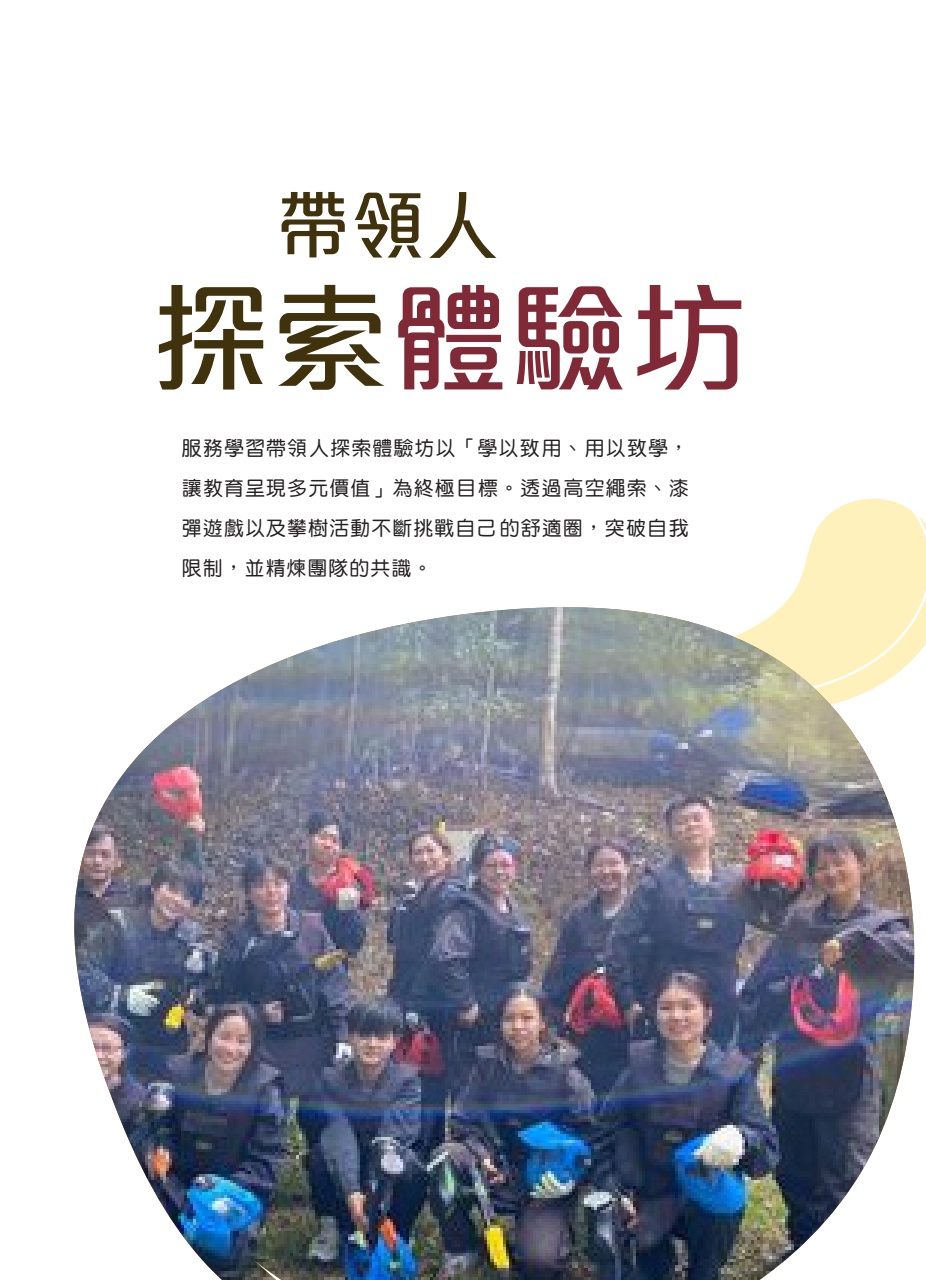 帶領人
探索體驗坊
服務學習帶領人探索體驗坊以「學以致用、用以致學，
讓教育呈現多元價值」為終極目標。透過高空繩索、漆
彈遊戲以及攀樹活動不斷挑戰自己的舒適圈，突破自我
限制，並精煉團隊的共識。